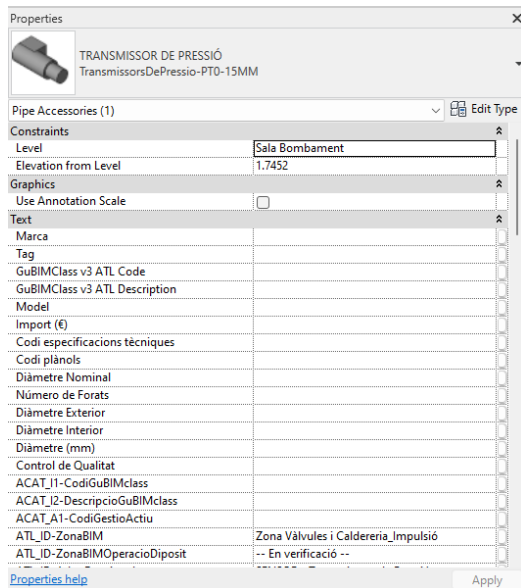 Properties
TRANSMISSOR DE PRESSIÓ
TransmissorsDePressio-PT0-15MM
Pipe Accessories (1) Edit Type
Constraints
Level Sala Bombament
Elevation from Level 1.7452
Graphics
Use Annotation Scale
Text
Marca
Tag
GuBIMClass v3 ATL Code
GuBIMClass v3 ATL Description
Model
Import (€)
Codi especificacions tècniques
Codi plànols
Diàmetre Nominal
Número de Forats
Diàmetre Exterior
Diàmetre Interior
Diàmetre (mm)
Control de Qualitat
ACAT_I1-CodiGuBIMclass
ACAT_I2-DescripcioGuBIMclass
ACAT_A1-CodiGestioActiu
ATL_ID-ZonaBIM Zona Vàlvules i Caldereria_Impulsió
ATL_ID-ZonaBIMOperacioDiposit -- En verificació --
Properties help Apply